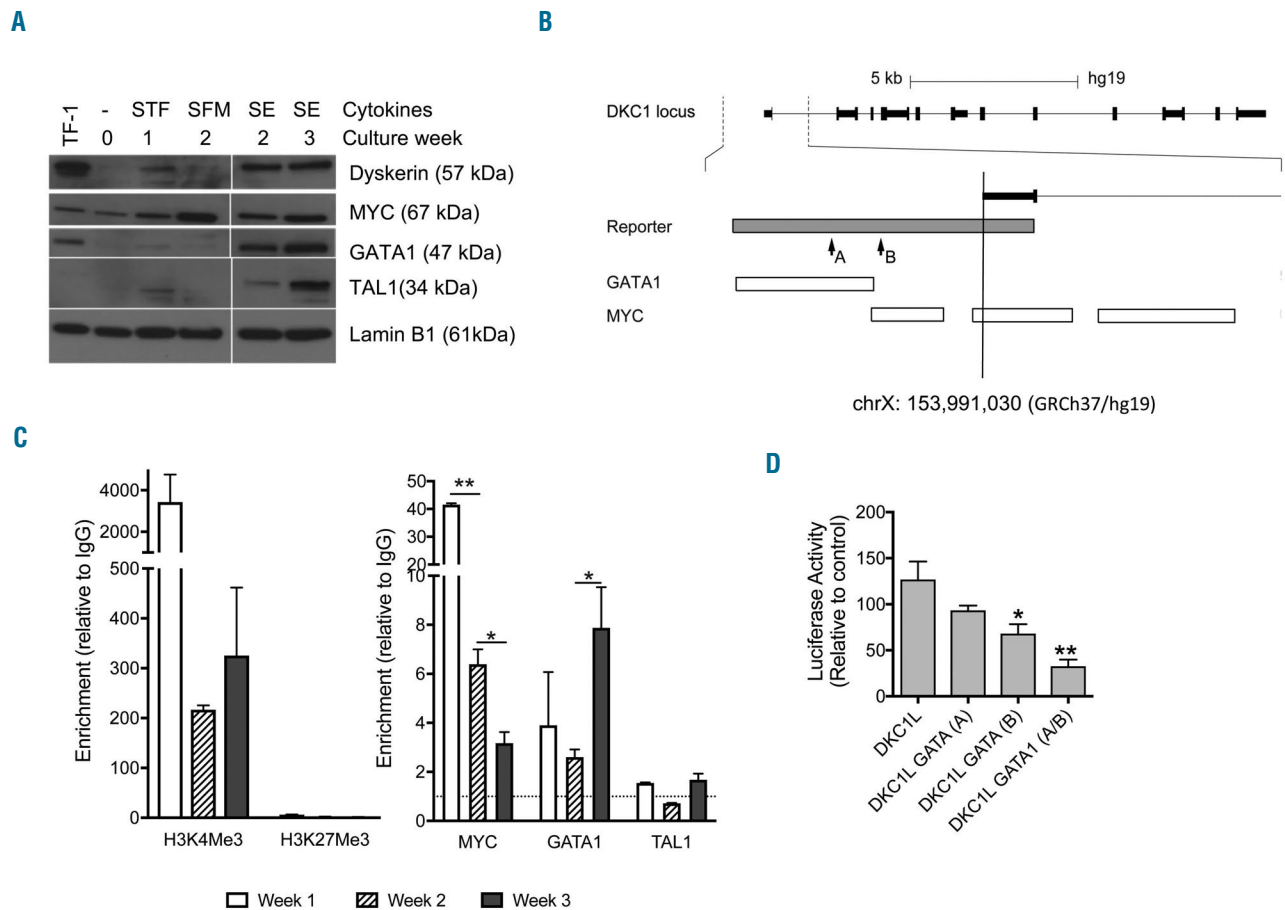 A
TF-1 - STF SFM SE SE Cytokines
0 1 2 2 3 Culture week
Dyskerin (57 kDa)
MYC (67 kDa)
GATA1 (47 kDa)
TAL1(34 kDa)
Lamin B1 (61kDa)
B
5 kb hg19
DKC1 locus
Reporter
A B
GATA1
MYC
chrX: 153,991,030 (GRCh37/hg19)
C
Enrichment (relative to IgG)
4000
2000
500
400
300
200
100
0
H3K4Me3 H3K27Me3
Enrichment (relative to IgG)
50
40
30
20
10
8
6
4
2
0
**
*
*
MYC GATA1 TAL1
Week 1 Week 2 Week 3
D
Luciferase Activity
(Relative to control)
200
150
100
50
0
*
**
DKC1L
DKC1L GATA (A)
DKC1L GATA (B)
DKC1L GATA1 (A/B)